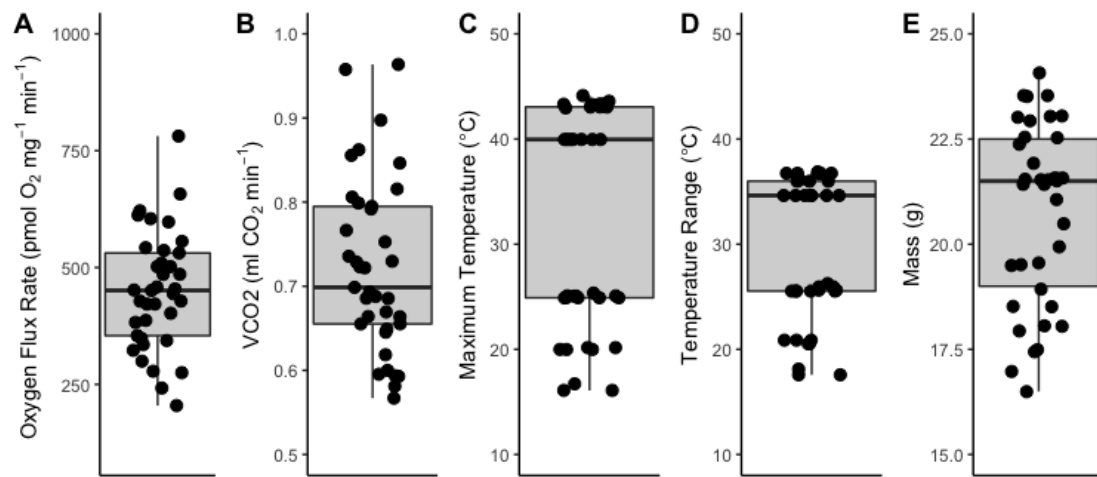 A
Oxygen Flux Rate (pmol O₂ mg⁻¹ min⁻¹)
1000
750
500
250
B
VCO2 (ml CO₂ min⁻¹)
1.0
0.9
0.8
0.7
0.6
0.5
C
Maximum Temperature (°C)
50
40
30
20
10
D
Temperature Range (°C)
50
40
30
20
10
E
Mass (g)
25.0
22.5
20.0
17.5
15.0